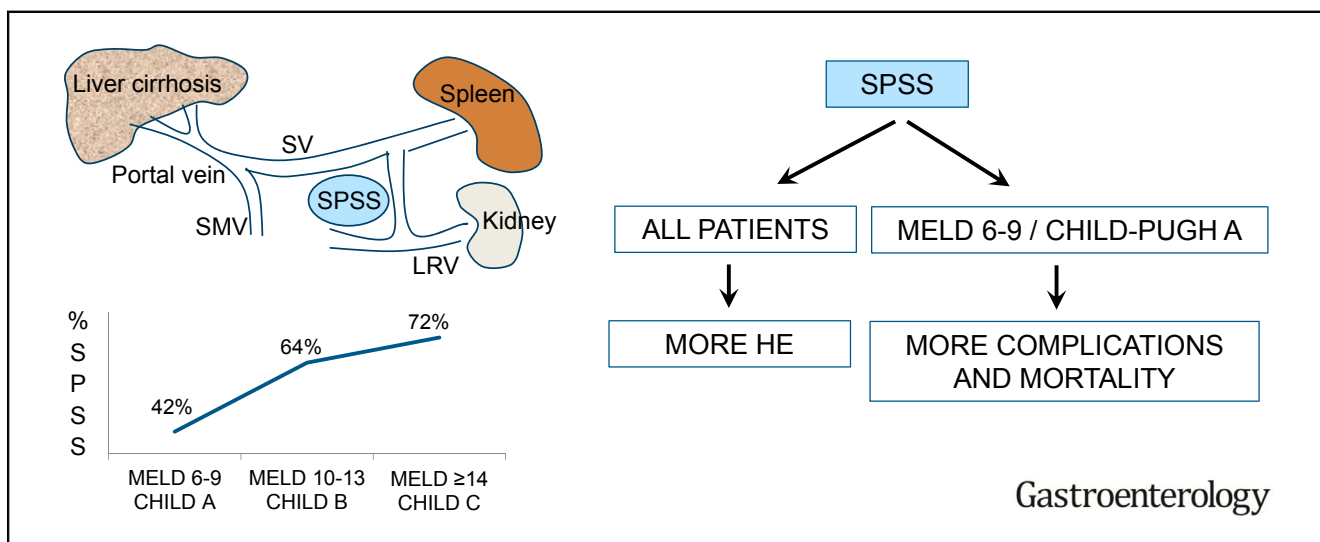 Liver cirrhosis
Spleen
SV
Portal vein
SPSS
SMV
Kidney
LRV
%
S
P
S
S
42%
64%
72%
MELD 6-9
CHILD A
MELD 10-13
CHILD B
MELD ≥14
CHILD C
SPSS
ALL PATIENTS
MELD 6-9 / CHILD-PUGH A
MORE HE
MORE COMPLICATIONS
AND MORTALITY
Gastroenterology